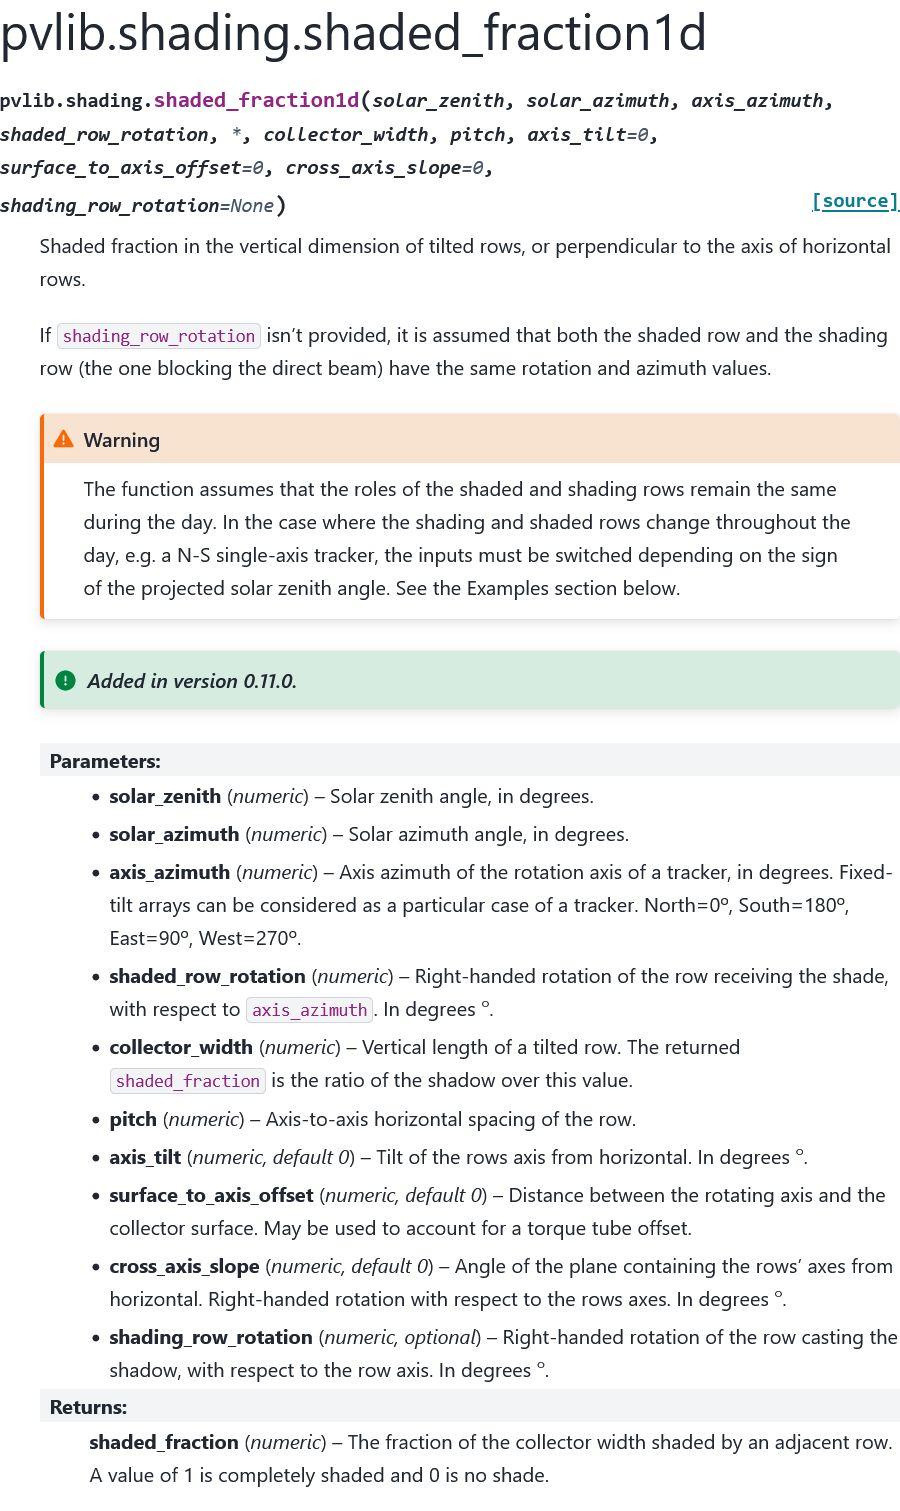 pvlib.shading.shaded_fraction1d
pvlib.shading.shaded_fraction1d(solar_zenith, solar_azimuth, axis_azimuth,
shaded_row_rotation, *, collector_width, pitch, axis_tilt=0,
surface_to_axis_offset=0, cross_axis_slope=0,
shading_row_rotation=None) [source]
Shaded fraction in the vertical dimension of tilted rows, or perpendicular to the axis of horizontal
rows.
If shading_row_rotation isn’t provided, it is assumed that both the shaded row and the shading
row (the one blocking the direct beam) have the same rotation and azimuth values.
Warning
The function assumes that the roles of the shaded and shading rows remain the same
during the day. In the case where the shading and shaded rows change throughout the
day, e.g. a N-S single-axis tracker, the inputs must be switched depending on the sign
of the projected solar zenith angle. See the Examples section below.
Added in version 0.11.0.
Parameters:
• solar_zenith (numeric) – Solar zenith angle, in degrees.
• solar_azimuth (numeric) – Solar azimuth angle, in degrees.
• axis_azimuth (numeric) – Axis azimuth of the rotation axis of a tracker, in degrees. Fixed-
tilt arrays can be considered as a particular case of a tracker. North=0º, South=180º,
East=90º, West=270º.
• shaded_row_rotation (numeric) – Right-handed rotation of the row receiving the shade,
with respect to axis_azimuth. In degrees °.
• collector_width (numeric) – Vertical length of a tilted row. The returned
shaded_fraction is the ratio of the shadow over this value.
• pitch (numeric) – Axis-to-axis horizontal spacing of the row.
• axis_tilt (numeric, default 0) – Tilt of the rows axis from horizontal. In degrees °.
• surface_to_axis_offset (numeric, default 0) – Distance between the rotating axis and the
collector surface. May be used to account for a torque tube offset.
• cross_axis_slope (numeric, default 0) – Angle of the plane containing the rows’ axes from
horizontal. Right-handed rotation with respect to the rows axes. In degrees °.
• shading_row_rotation (numeric, optional) – Right-handed rotation of the row casting the
shadow, with respect to the row axis. In degrees °.
Returns:
shaded_fraction (numeric) – The fraction of the collector width shaded by an adjacent row.
A value of 1 is completely shaded and 0 is no shade.